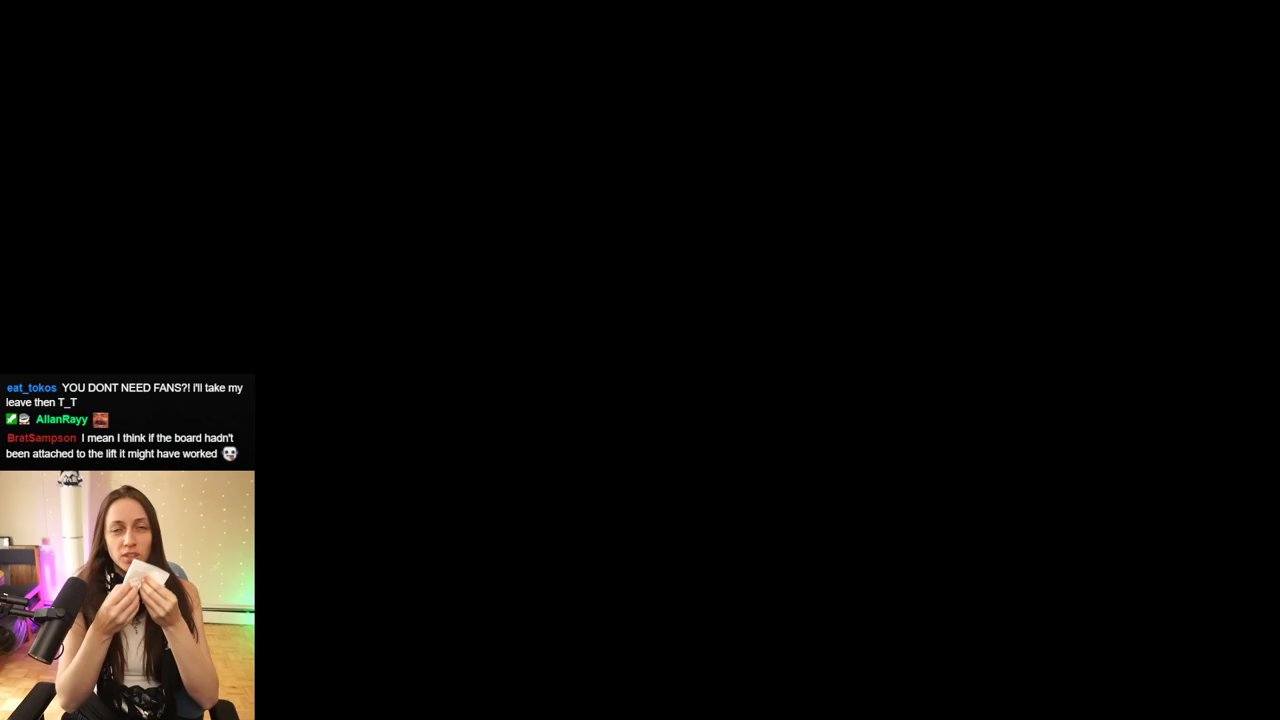 eat_tokos YOU DONT NEED FANS?! i'll take my
leave then T_T
AllanRayy
BratSampson I mean I think if the board hadn't
been attached to the lift it might have worked